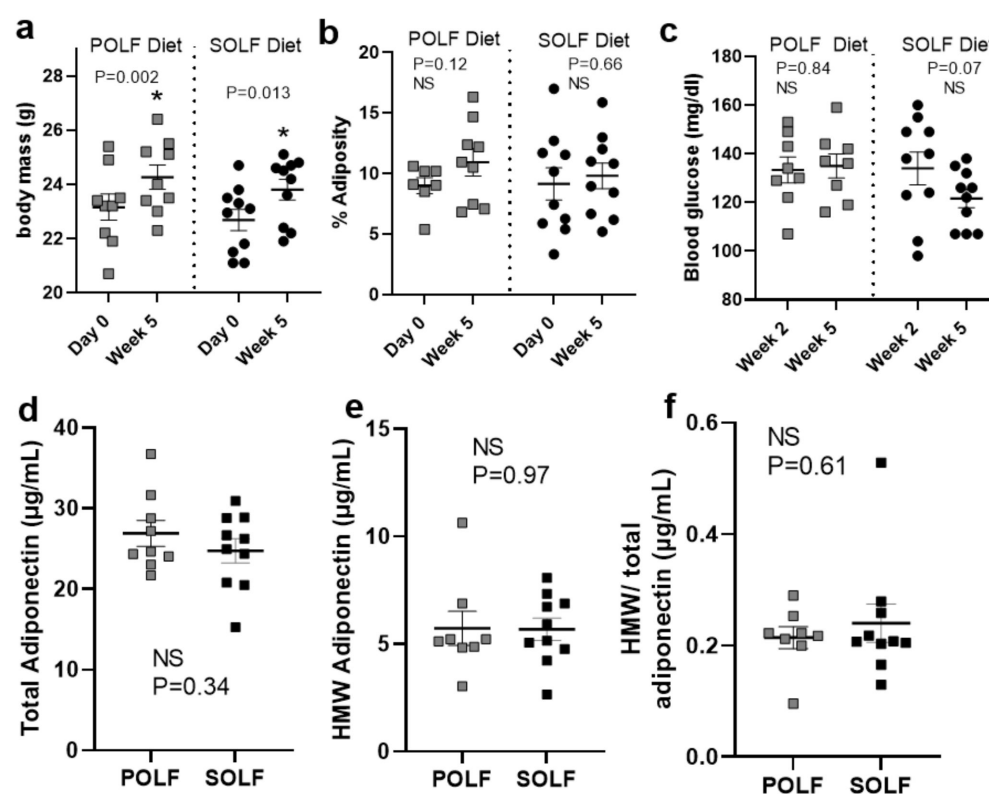 a
POLF Diet
SOLF Diet
P=0.002
P=0.013
*
*
body mass (g)
28
26
24
22
20
Day 0
Week 5
Day 0
Week 5
b
POLF Diet
SOLF Diet
P=0.12
NS
P=0.66
NS
% Adiposity
20
15
10
5
0
Day 0
Week 5
Day 0
Week 5
c
POLF Diet
SOLF Diet
P=0.84
NS
P=0.07
NS
Blood glucose (mg/dl)
180
160
140
120
100
80
Week 2
Week 5
Week 2
Week 5
d
Total Adiponectin (µg/mL)
40
30
20
10
0
NS
P=0.34
POLF
SOLF
e
HMW Adiponectin (µg/mL)
15
10
5
0
NS
P=0.97
POLF
SOLF
f
HMW/ total
adiponectin (µg/mL)
0.6
0.4
0.2
0.0
NS
P=0.61
POLF
SOLF